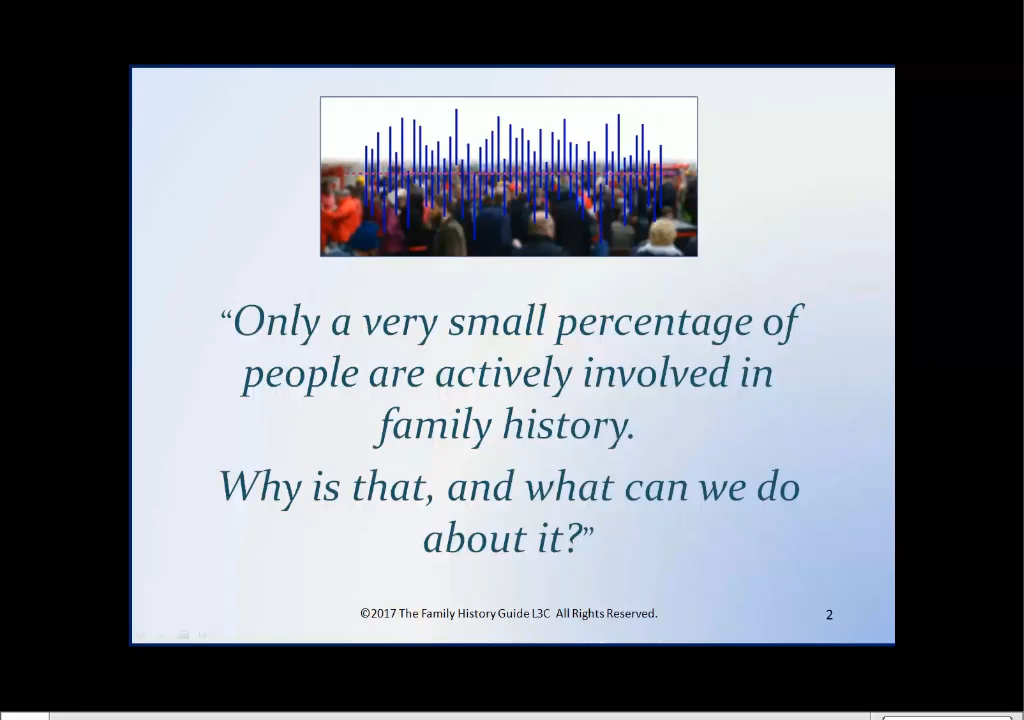 “Only a very small percentage of
people are actively involved in
family history.
Why is that, and what can we do
about it?”
©2017 The Family History Guide L3C All Rights Reserved.
2